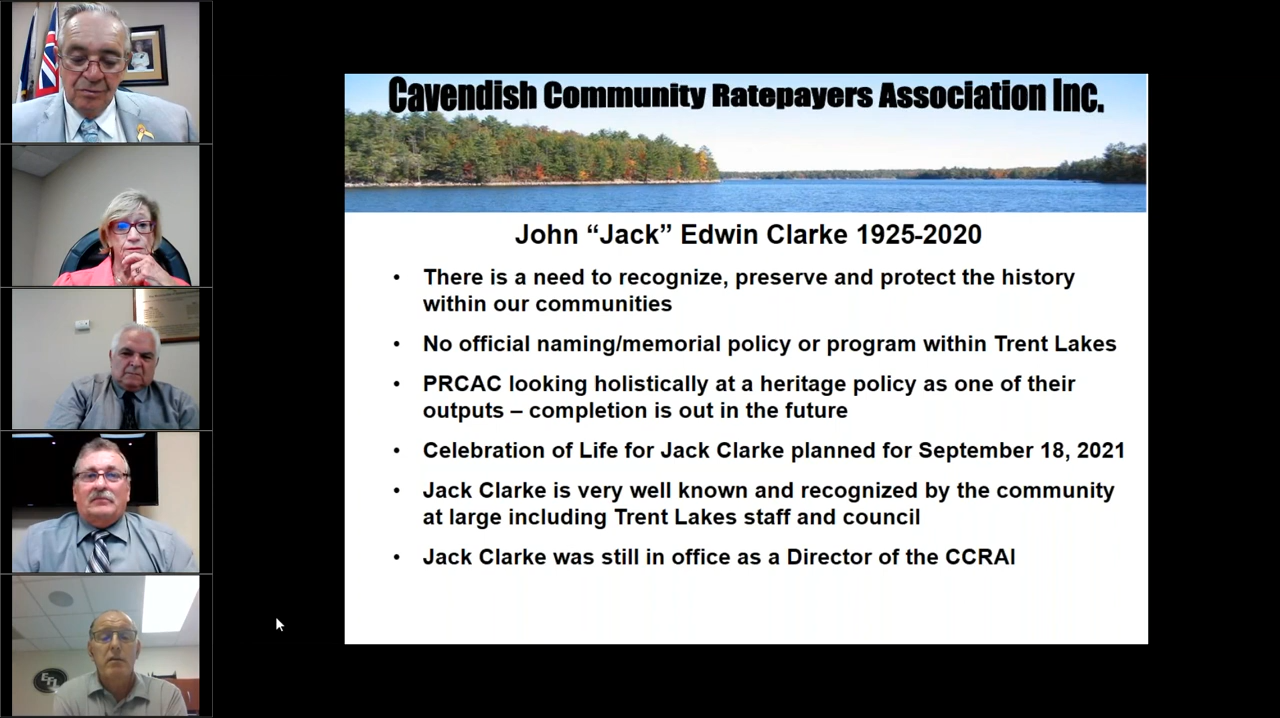 Cavendish Community Ratepayers Association Inc.
John “Jack” Edwin Clarke 1925-2020
• There is a need to recognize, preserve and protect the history
within our communities
• No official naming/memorial policy or program within Trent Lakes
• PRCAC looking holistically at a heritage policy as one of their
outputs – completion is out in the future
• Celebration of Life for Jack Clarke planned for September 18, 2021
• Jack Clarke is very well known and recognized by the community
at large including Trent Lakes staff and council
• Jack Clarke was still in office as a Director of the CCRAI
EFL